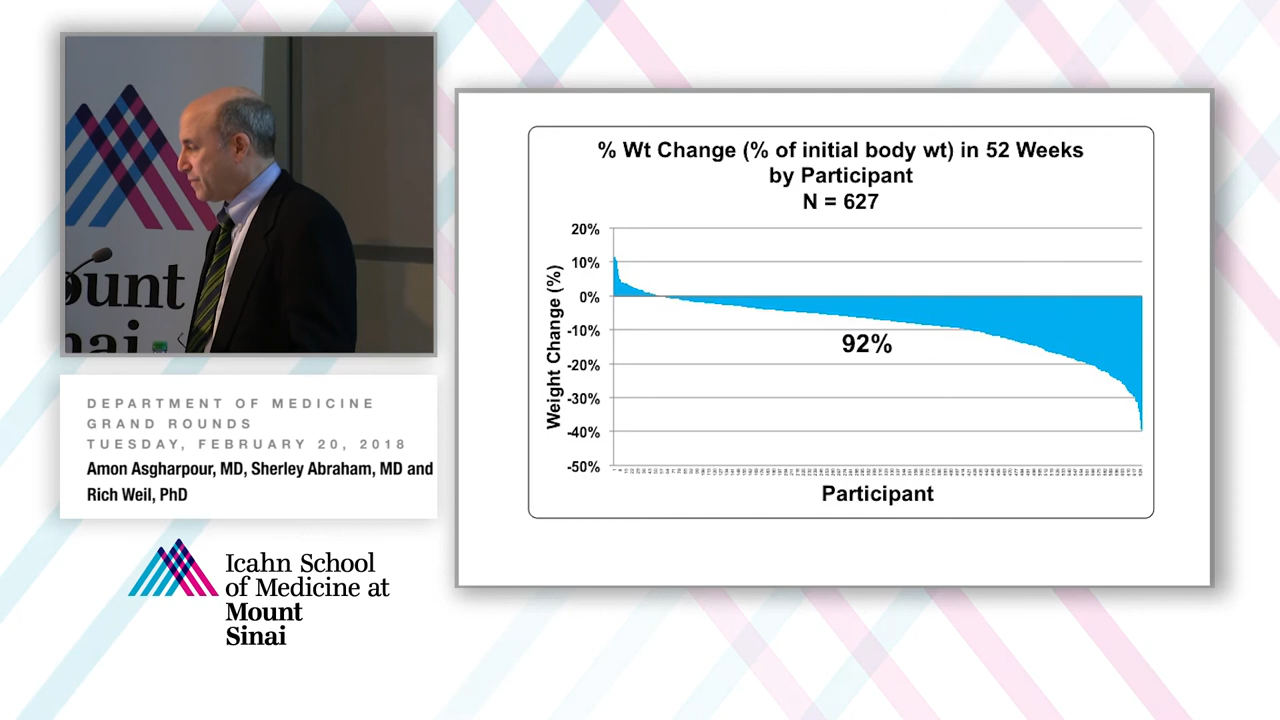 ount
Sinai
DEPARTMENT OF MEDICINE
GRAND ROUNDS
TUESDAY, FEBRUARY 20, 2018
Amon Asgharpour, MD, Sherley Abraham, MD and
Rich Weil, PhD
Icahn School
of Medicine at
Mount
Sinai
% Wt Change (% of initial body wt) in 52 Weeks
by Participant
N = 627
Weight Change (%)
20%
10%
0%
-10%
-20%
-30%
-40%
-50%
92%
Participant